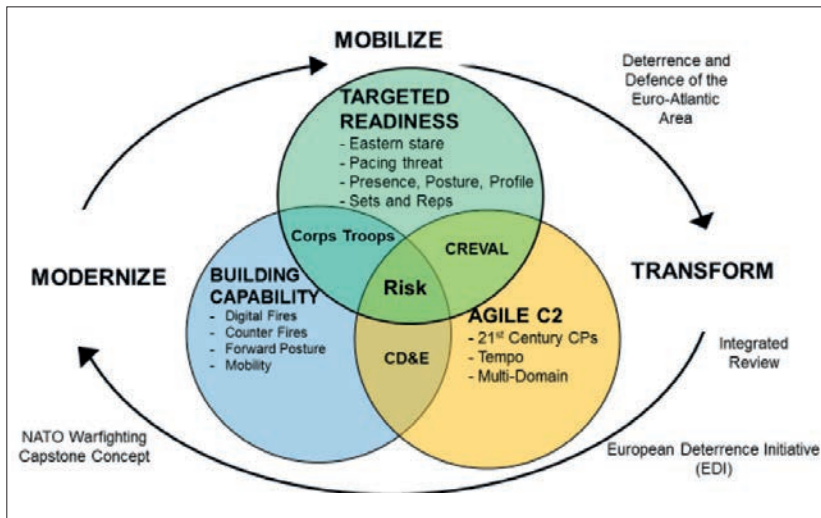 MOBILIZE
Deterrence and
Defence of the
Euro-Atlantic
Area
TARGETED
READINESS
- Eastern stare
- Pacing threat
- Presence, Posture, Profile
- Sets and Reps
Corps Troops
CREVAL
MODERNIZE
BUILDING
CAPABILITY
- Digital Fires
- Counter Fires
- Forward Posture
- Mobility
Risk
TRANSFORM
AGILE C2
- 21st Century CPs
- Tempo
- Multi-Domain
CD&E
Integrated
Review
NATO Warfighting
Capstone Concept
European Deterrence Initiative
(EDI)